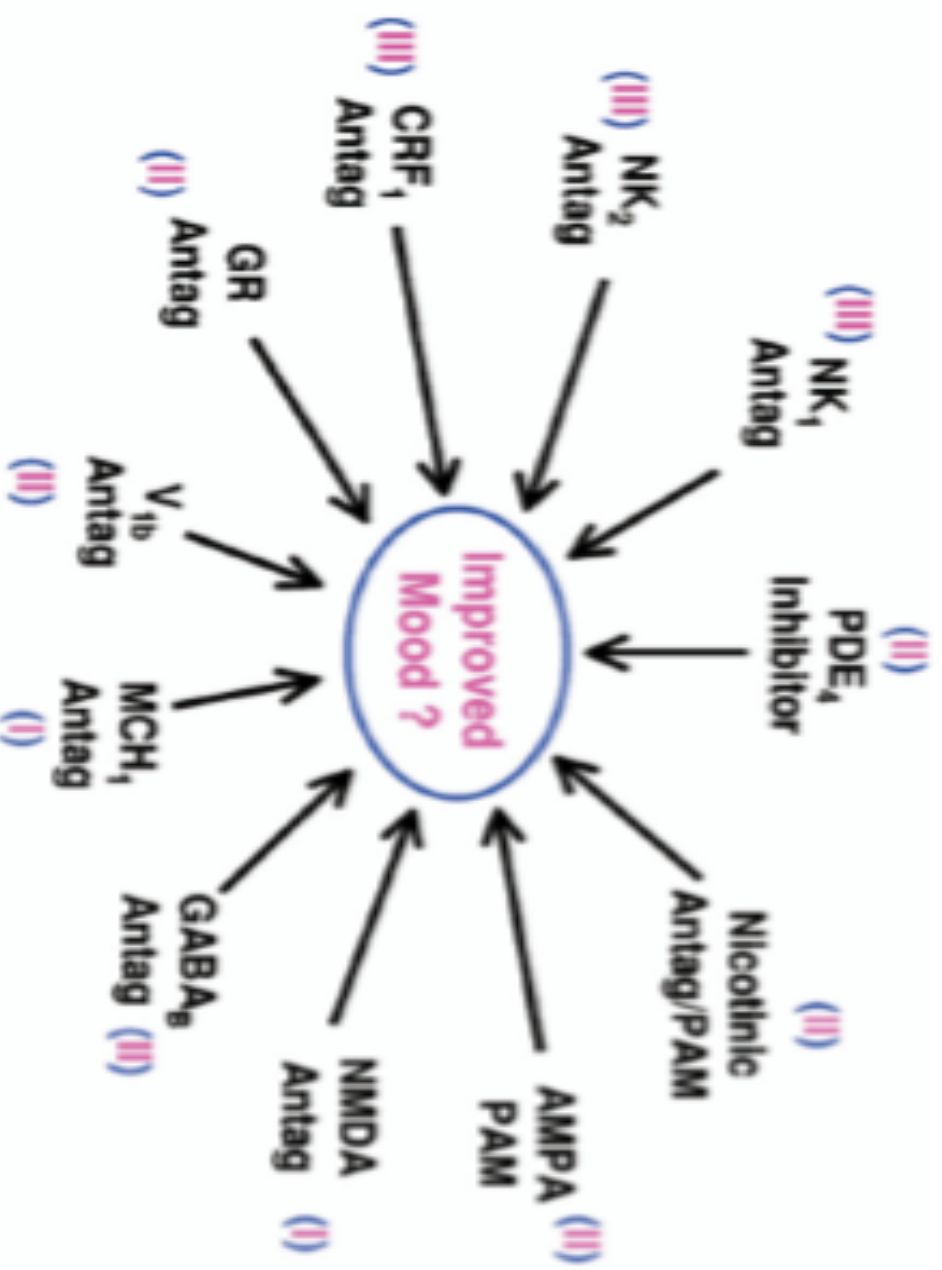 (II)
PDE₄
Inhibitor
(III) NK₁
Antag
(II)
Nicotinic
Antag/PAM
(III) NK₂
Antag
AMPA (II)
PAM
Improved
Mood ?
(III) CRF₁
Antag
NMDA
Antag (I)
GR
(II) Antag
GABA_B
Antag (II)
V₁b
Antag
(II)
MCH₁
Antag
(I)